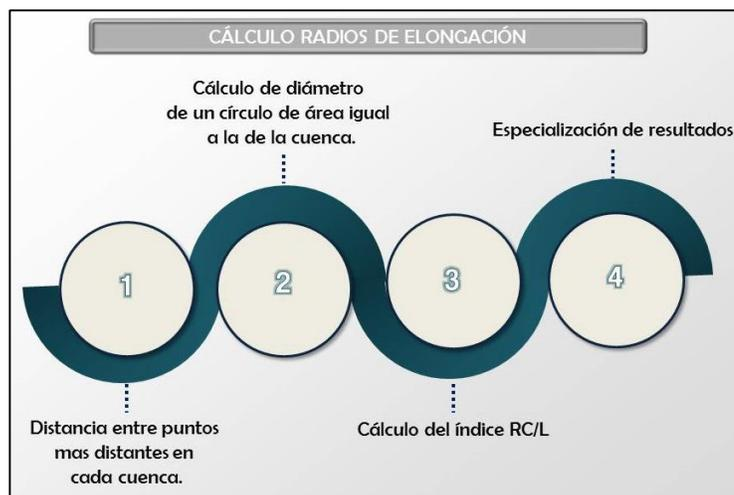 CÁLCULO RADIOS DE ELONGACIÓN
Cálculo de diámetro
de un círculo de área igual
a la de la cuenca.
Especialización de resultados
1
2
3
4
Distancia entre puntos
mas distantes en
cada cuenca.
Cálculo del índice RC/L